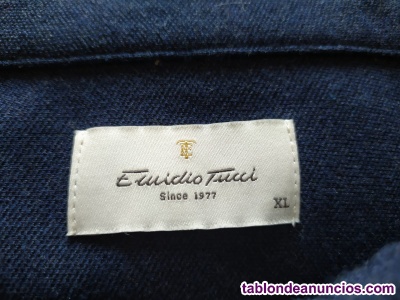 Emidio Tucci
Since 1977
XL
tablondeanuncios.com